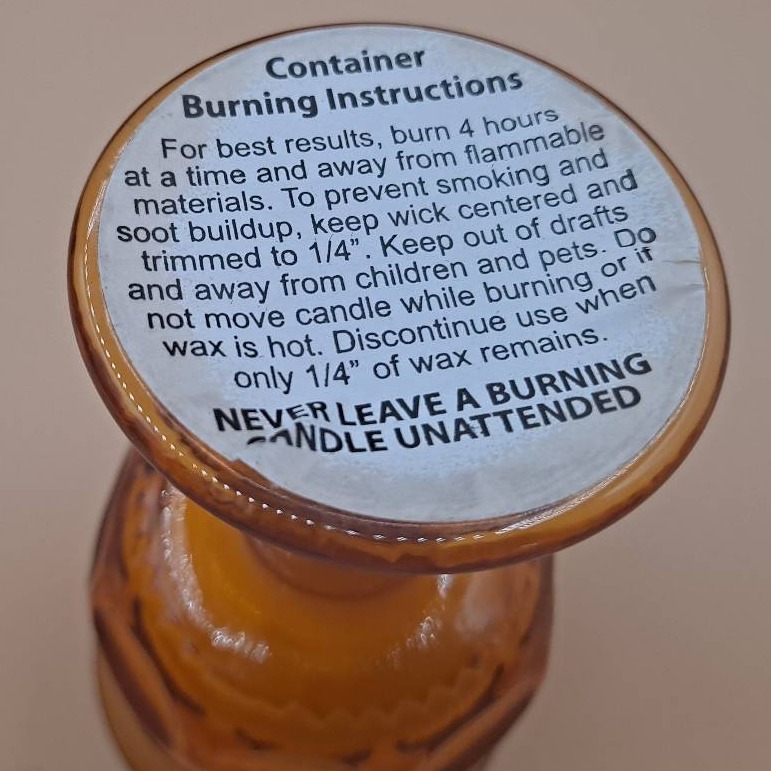 Container
Burning Instructions
For best results, burn 4 hours
at a time and away from flammable
materials. To prevent smoking and
soot buildup, keep wick centered and
trimmed to 1/4”. Keep out of drafts
and away from children and pets. Do
not move candle while burning or if
wax is hot. Discontinue use when
only 1/4” of wax remains.
NEVER LEAVE A BURNING
CANDLE UNATTENDED